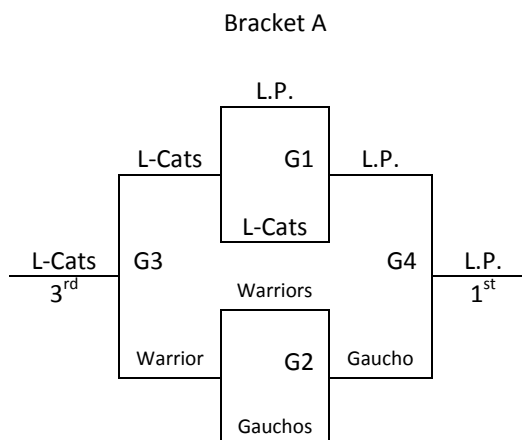 Bracket A
L.P.
L-Cats
G1
L.P.
L-Cats
L-Cats
G3
G4
L.P.
3rd
Warriors
1st
Warrior
G2
Gaucho
Gauchos